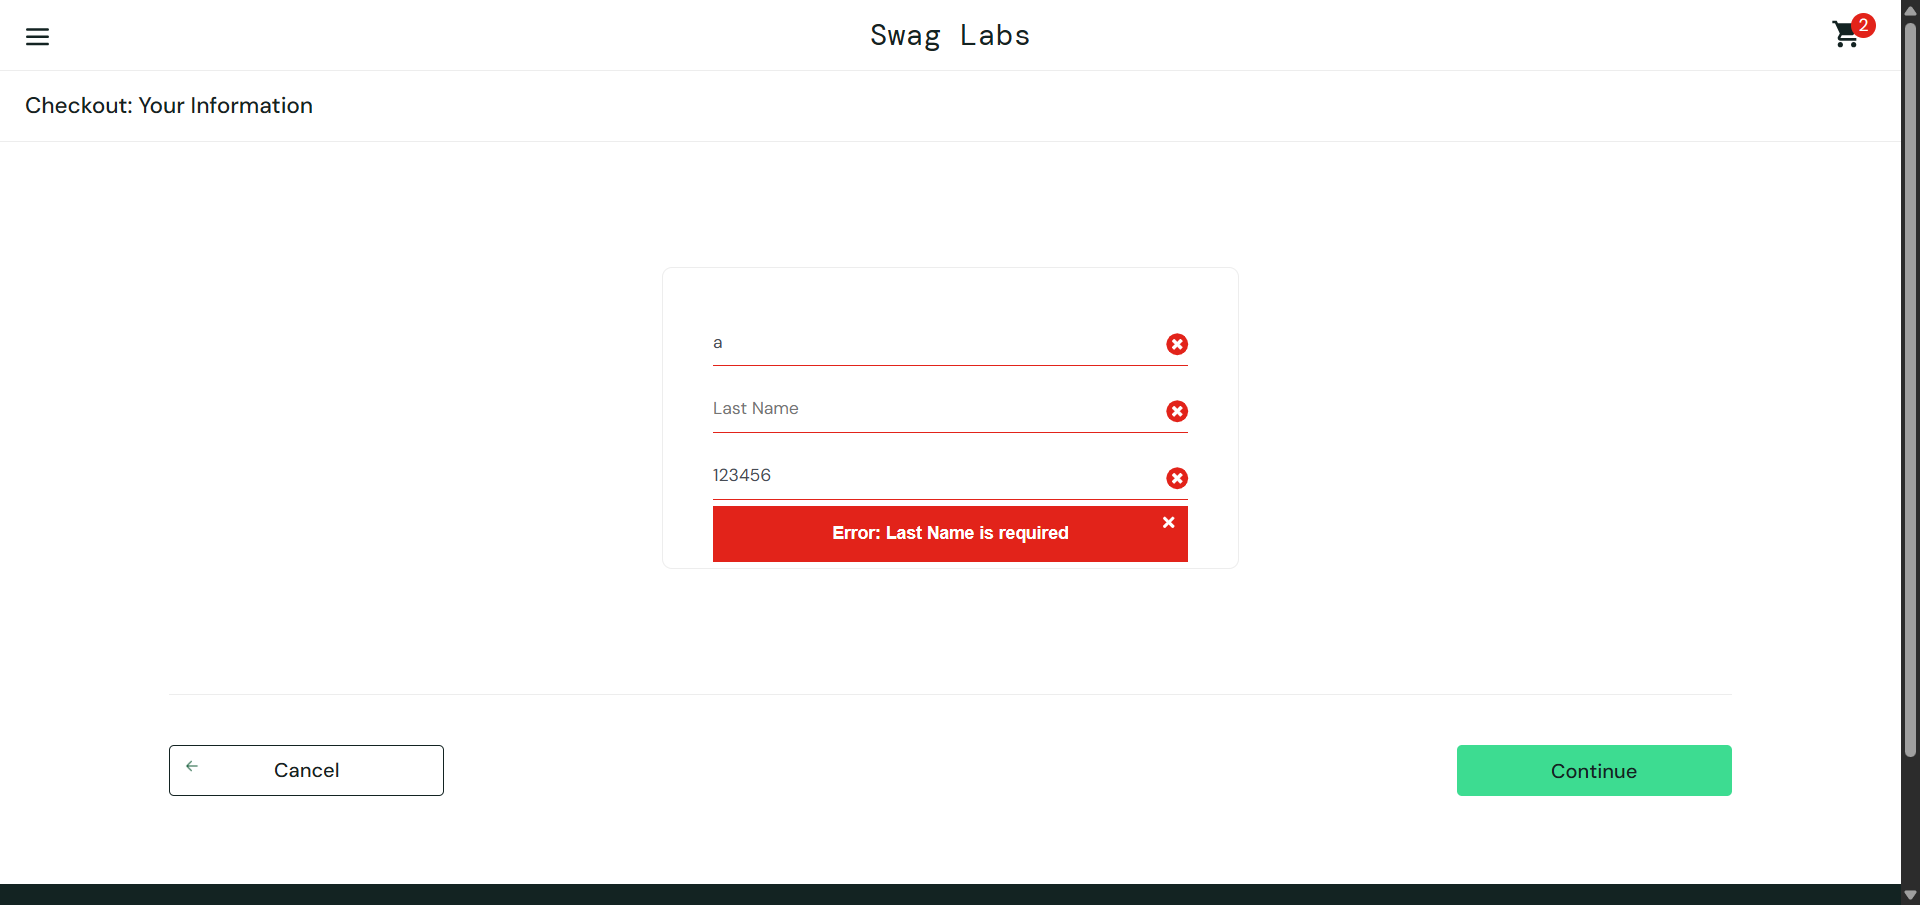 Swag Labs
2
Checkout: Your Information
a
Last Name
123456
Error: Last Name is required
Cancel
Continue